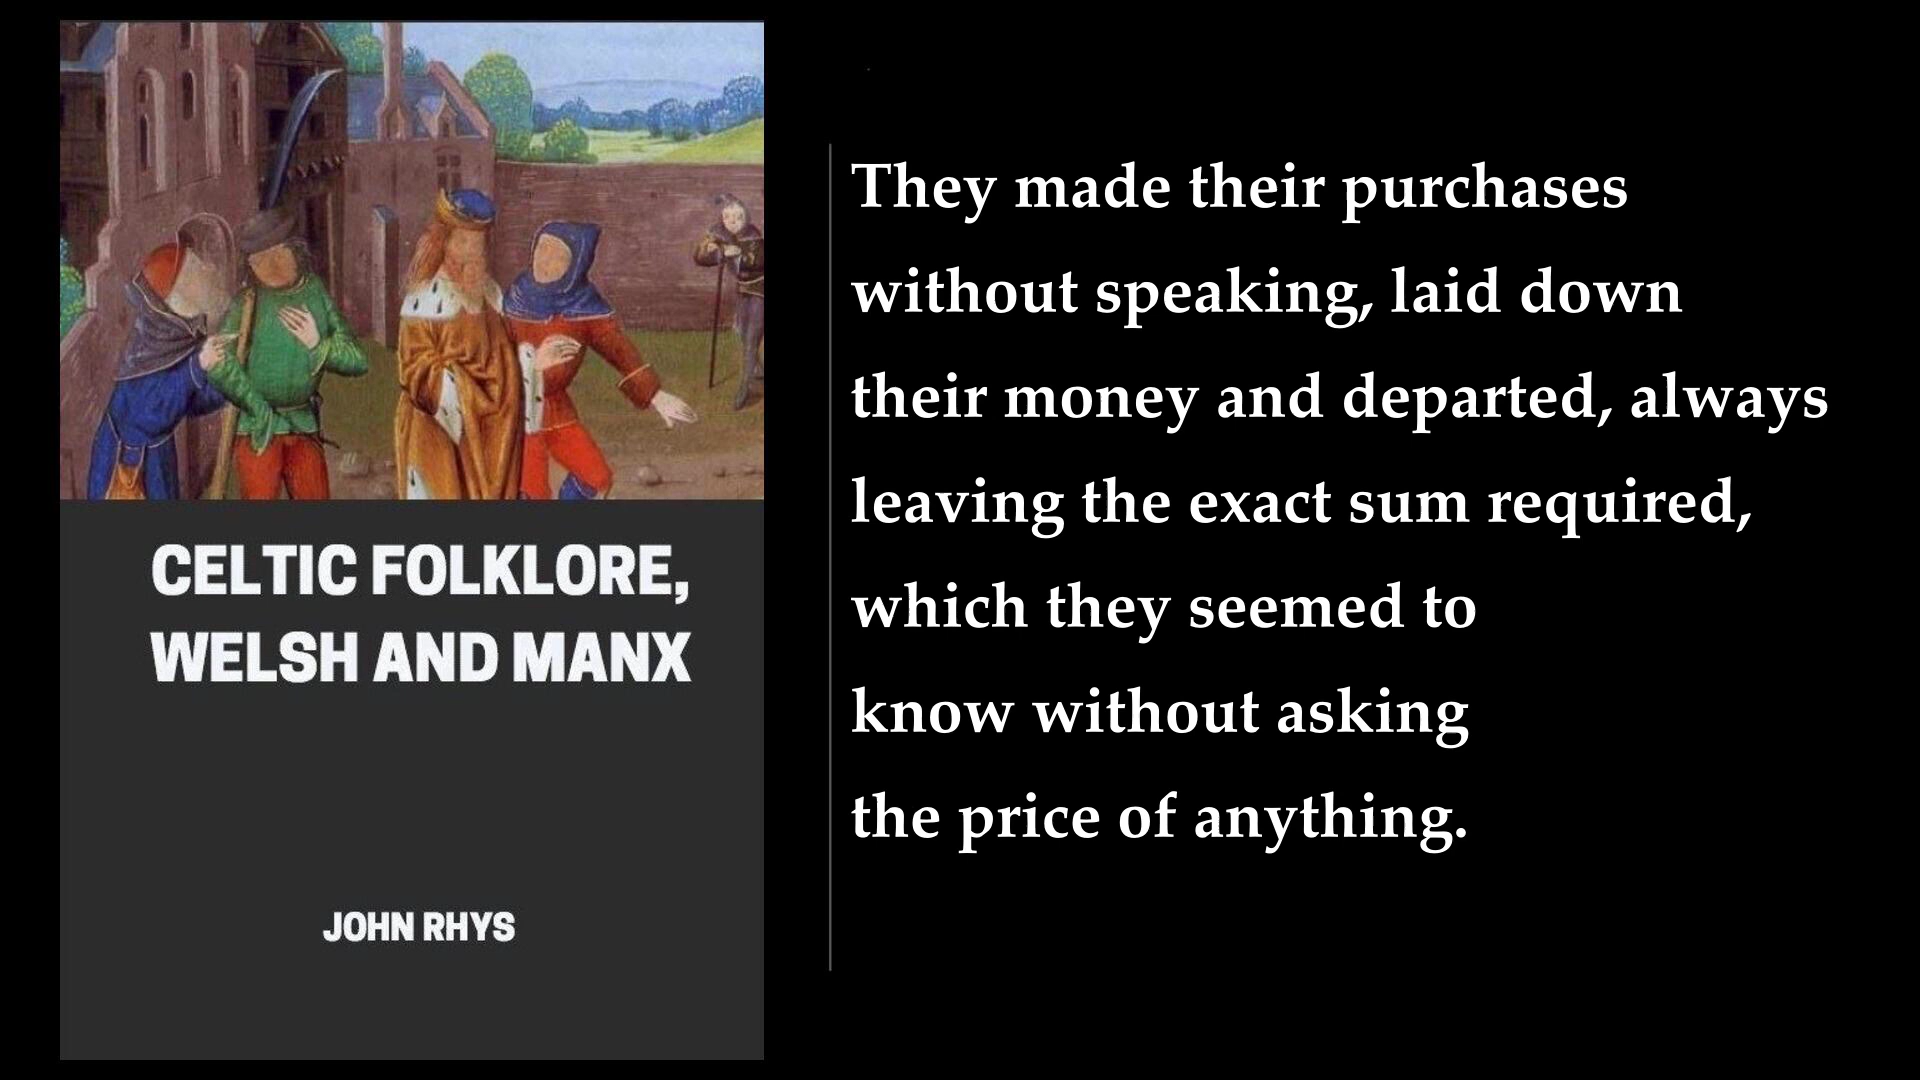 CELTIC FOLKLORE,
WELSH AND MANX
JOHN RHYS
They made their purchases
without speaking, laid down
their money and departed, always
leaving the exact sum required,
which they seemed to
know without asking
the price of anything.